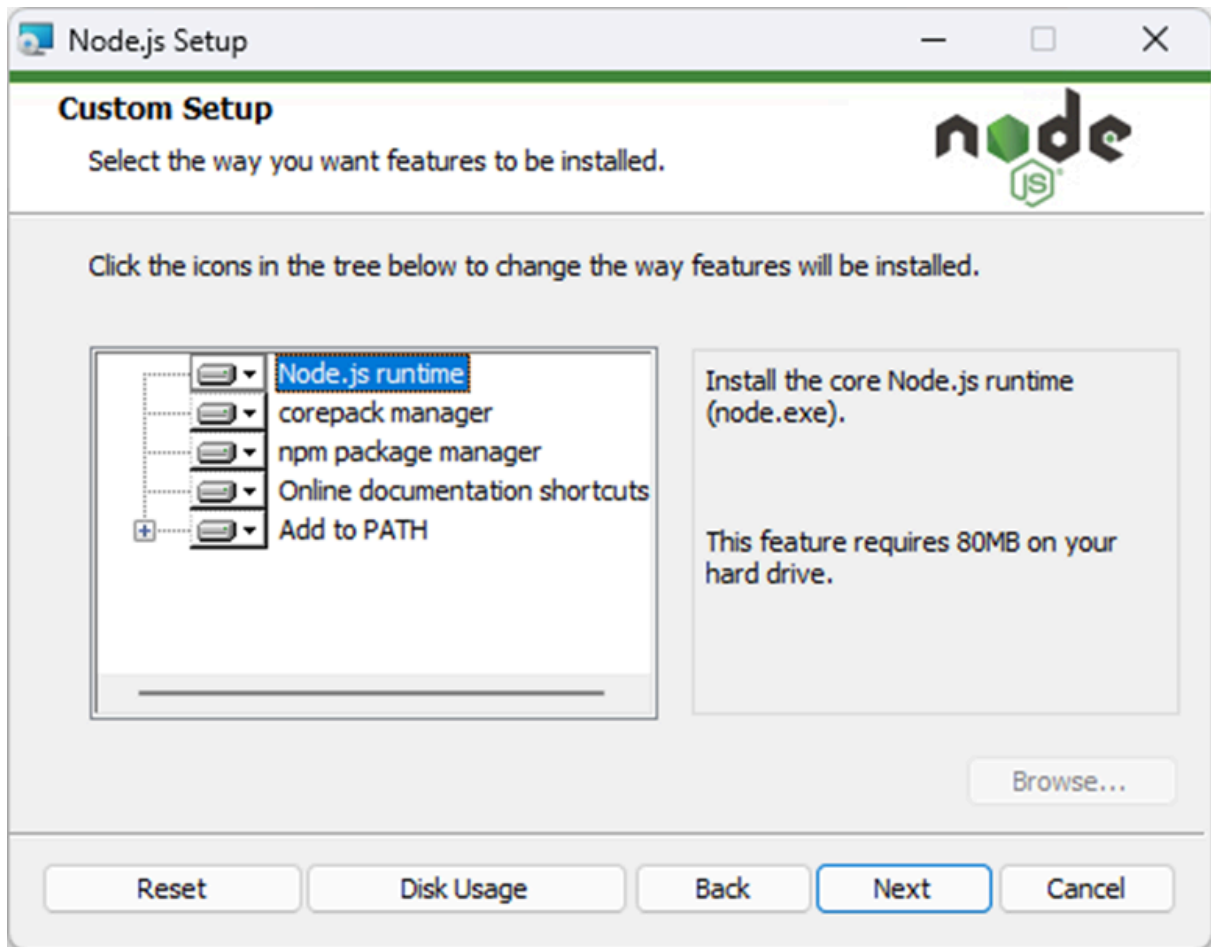 Node.js Setup
Custom Setup
Select the way you want features to be installed.
node
JS
Click the icons in the tree below to change the way features will be installed.
Node.js runtime
corepack manager
npm package manager
Online documentation shortcuts
Add to PATH
Install the core Node.js runtime
(node.exe).
This feature requires 80MB on your
hard drive.
Browse...
Reset
Disk Usage
Back
Next
Cancel